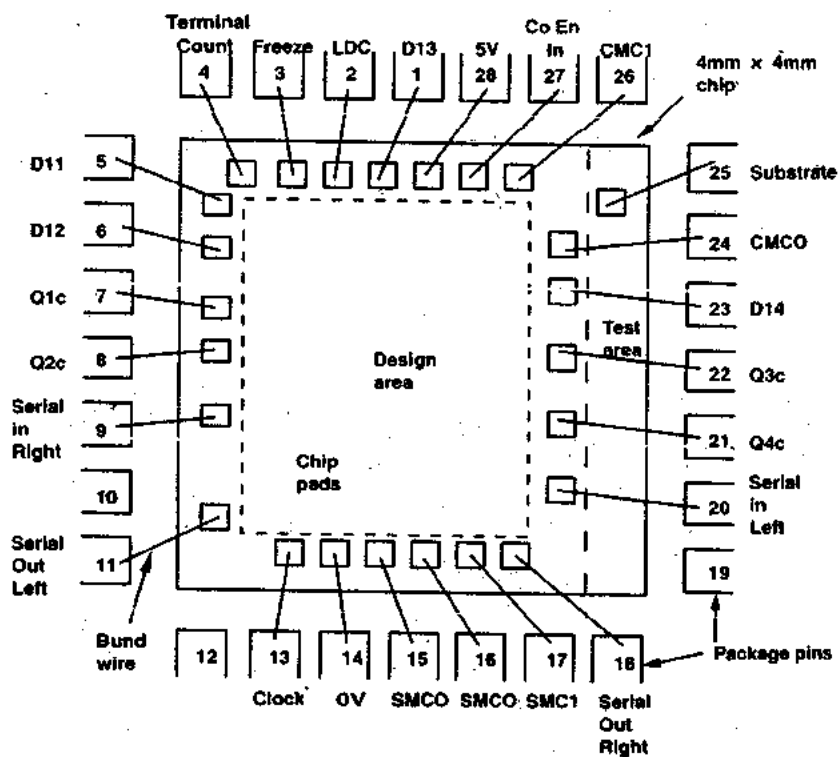 Terminal
Count
Freeze
LDC
D13
5V
Co En
In
CMC1
4
3
2
1
28
27
26
4mm x 4mm
chip
D11
5
25
Substrate
D12
6
24
CMCO
Q1c
7
23
D14
Test
area
Q2c
8
Design
area
22
Q3c
Serial
in
Right
9
21
Q4c
Chip
pads
10
Serial
in
Left
20
Serial
Out
Left
11
19
Bund
wire
12
13
14
15
16
17
18
Package pins
Clock
OV
SMCO
SMCO
SMC1
Serial
Out
Right